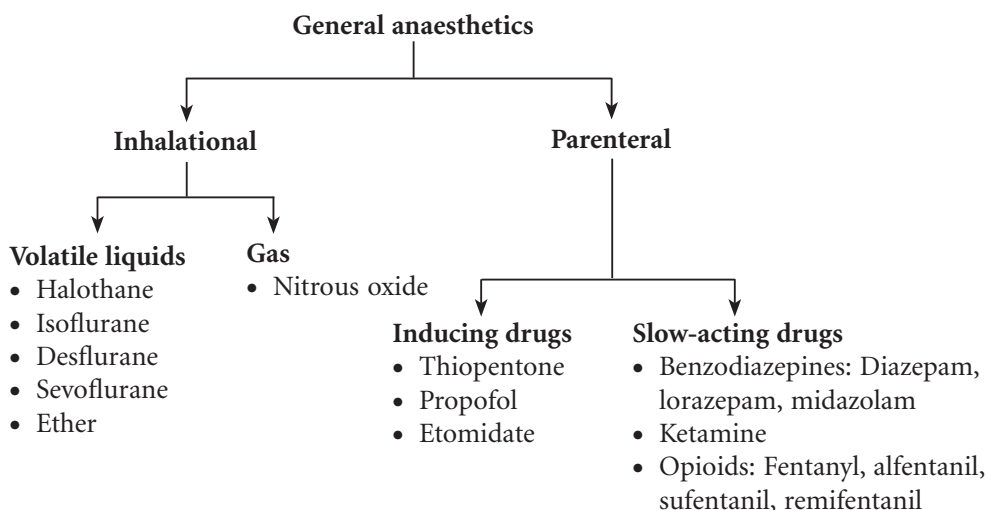 General anaesthetics
Inhalational
Parenteral
Volatile liquids
• Halothane
• Isoflurane
• Desflurane
• Sevoflurane
• Ether
Gas
• Nitrous oxide
Inducing drugs
• Thiopentone
• Propofol
• Etomidate
Slow-acting drugs
• Benzodiazepines: Diazepam,
lorazepam, midazolam
• Ketamine
• Opioids: Fentanyl, alfentanil,
sufentanil, remifentanil